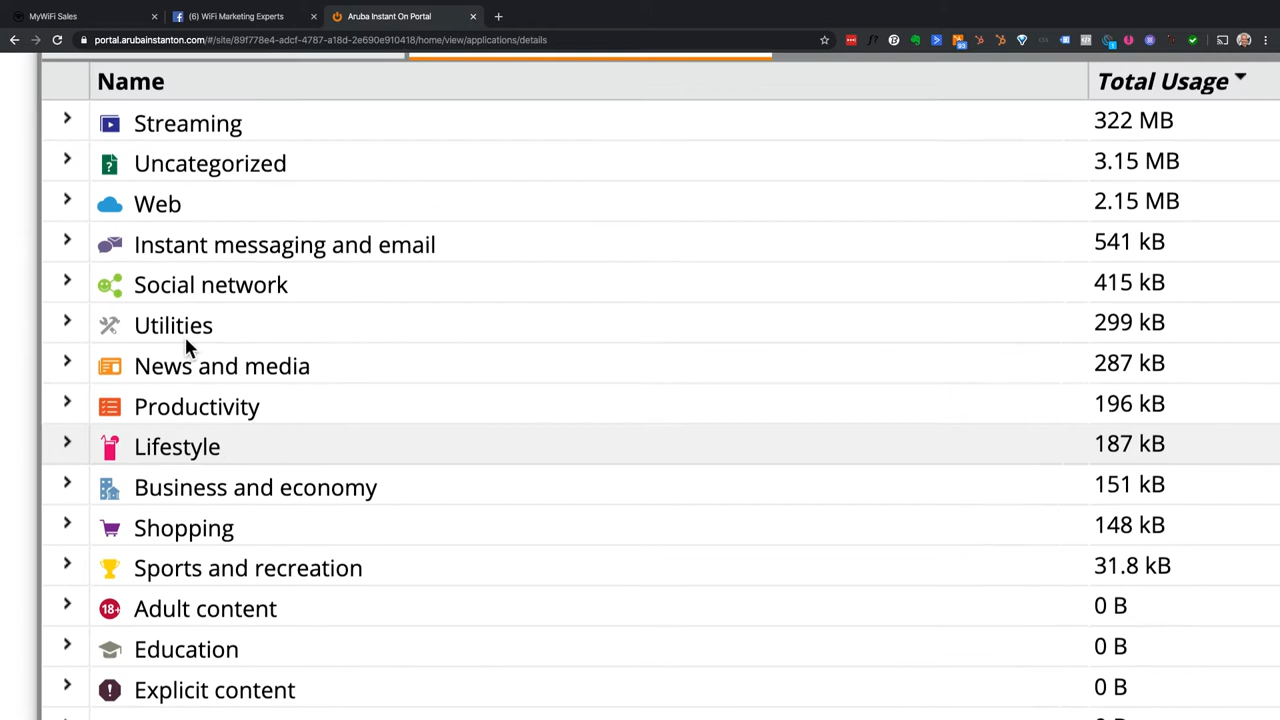 MyWiFi Sales
(6) WiFi Marketing Experts
Aruba Instant On Portal
portal.arubainstanton.com/#/site/89f778e4-adcf-4787-a18d-2e690e910418/home/view/applications/details
Name Total Usage
Streaming 322 MB
Uncategorized 3.15 MB
Web 2.15 MB
Instant messaging and email 541 kB
Social network 415 kB
Utilities 299 kB
News and media 287 kB
Productivity 196 kB
Lifestyle 187 kB
Business and economy 151 kB
Shopping 148 kB
Sports and recreation 31.8 kB
18+ Adult content 0 B
Education 0 B
Explicit content 0 B